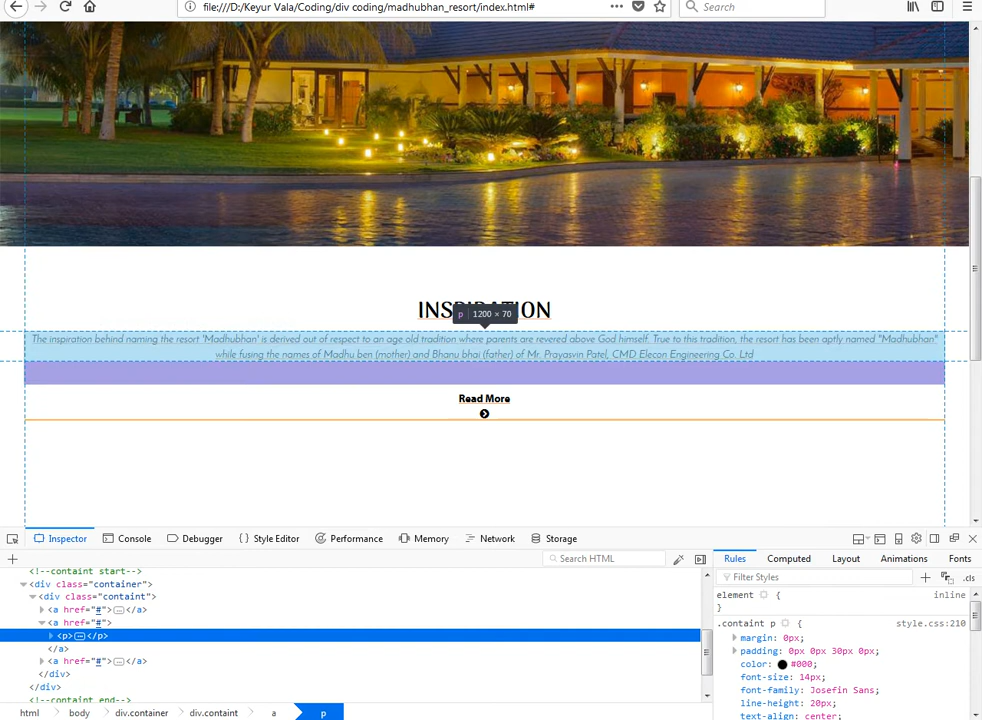 file:///D:/Keyur Vala/Coding/div coding/madhubhan_resort/index.html#
Search
INSPIRATION
p 1200 × 70
The inspiration behind naming the resort "Madhubhan" is derived out of respect to an age old tradition where parents are revered above God himself. True to this tradition, the resort has been aptly named "Madhubhan"
while fusing the names of Madhu ben (mother) and Bhanu bhai (father) of Mr. Prayasvin Patel, CMD Elecon Engineering Co. Ltd
Read More
Inspector Console Debugger Style Editor Performance Memory Network Storage
Search HTML
Rules Computed Layout Animations Fonts
Filter Styles
.cls
<!--containt start-->
<div class="container">
<div class="containt">
<a href="#"></a>
<a href="#">
<p></p>
</a>
<a href="#"></a>
</div>
</div>
<!--containt end-->
element { inline
}
.containt p { style.css:210
margin: 0px;
padding: 0px 0px 30px 0px;
color: #000;
font-size: 14px;
font-family: Josefin Sans;
line-height: 20px;
text-align: center;
html body div.container div.containt a p